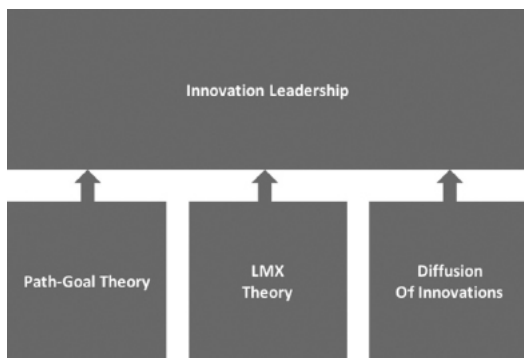 Innovation Leadership
Path-Goal Theory
LMX
Theory
Diffusion
Of Innovations